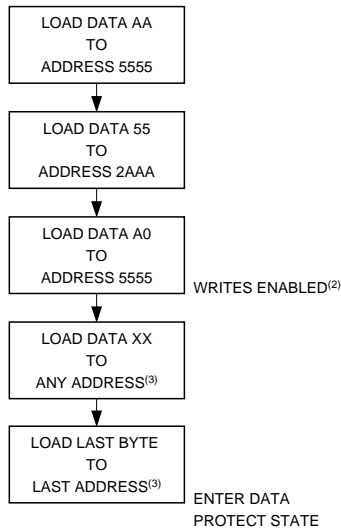 LOAD DATA AA
TO
ADDRESS 5555
LOAD DATA 55
TO
ADDRESS 2AAA
LOAD DATA A0
TO
ADDRESS 5555
WRITES ENABLED(2)
LOAD DATA XX
TO
ANY ADDRESS(3)
LOAD LAST BYTE
TO
LAST ADDRESS(3)
ENTER DATA
PROTECT STATE